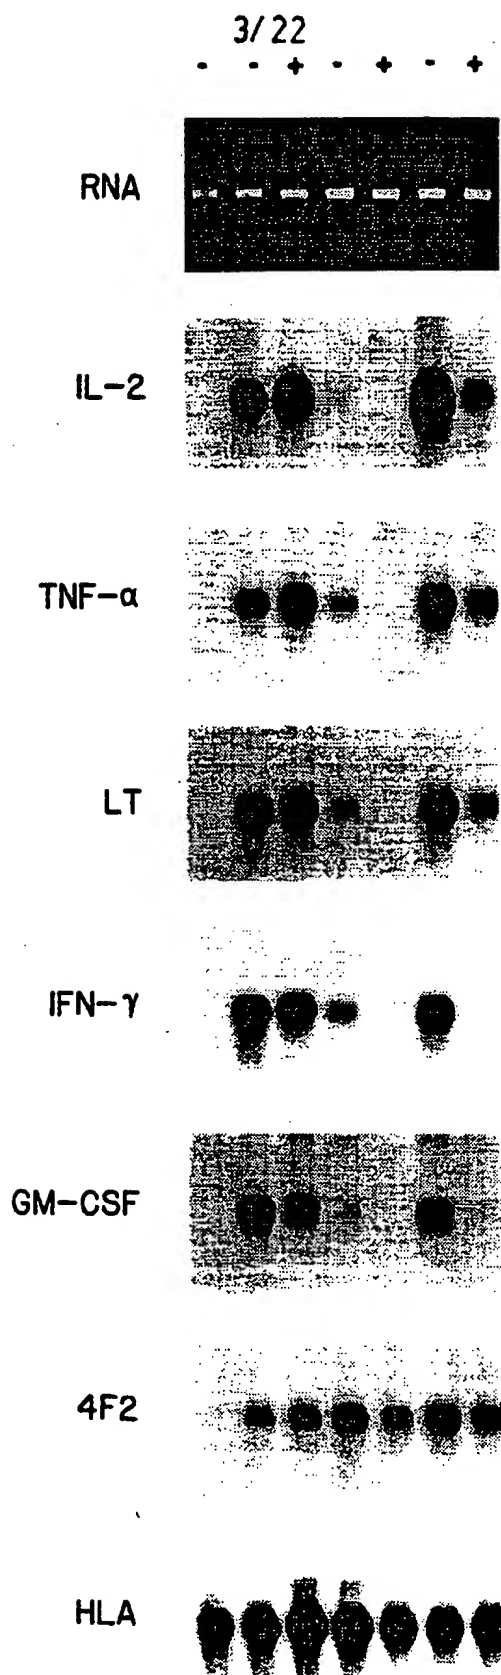 3/22
- - + - + - +
RNA
IL-2
TNF-α
LT
IFN-γ
GM-CSF
4F2
HLA